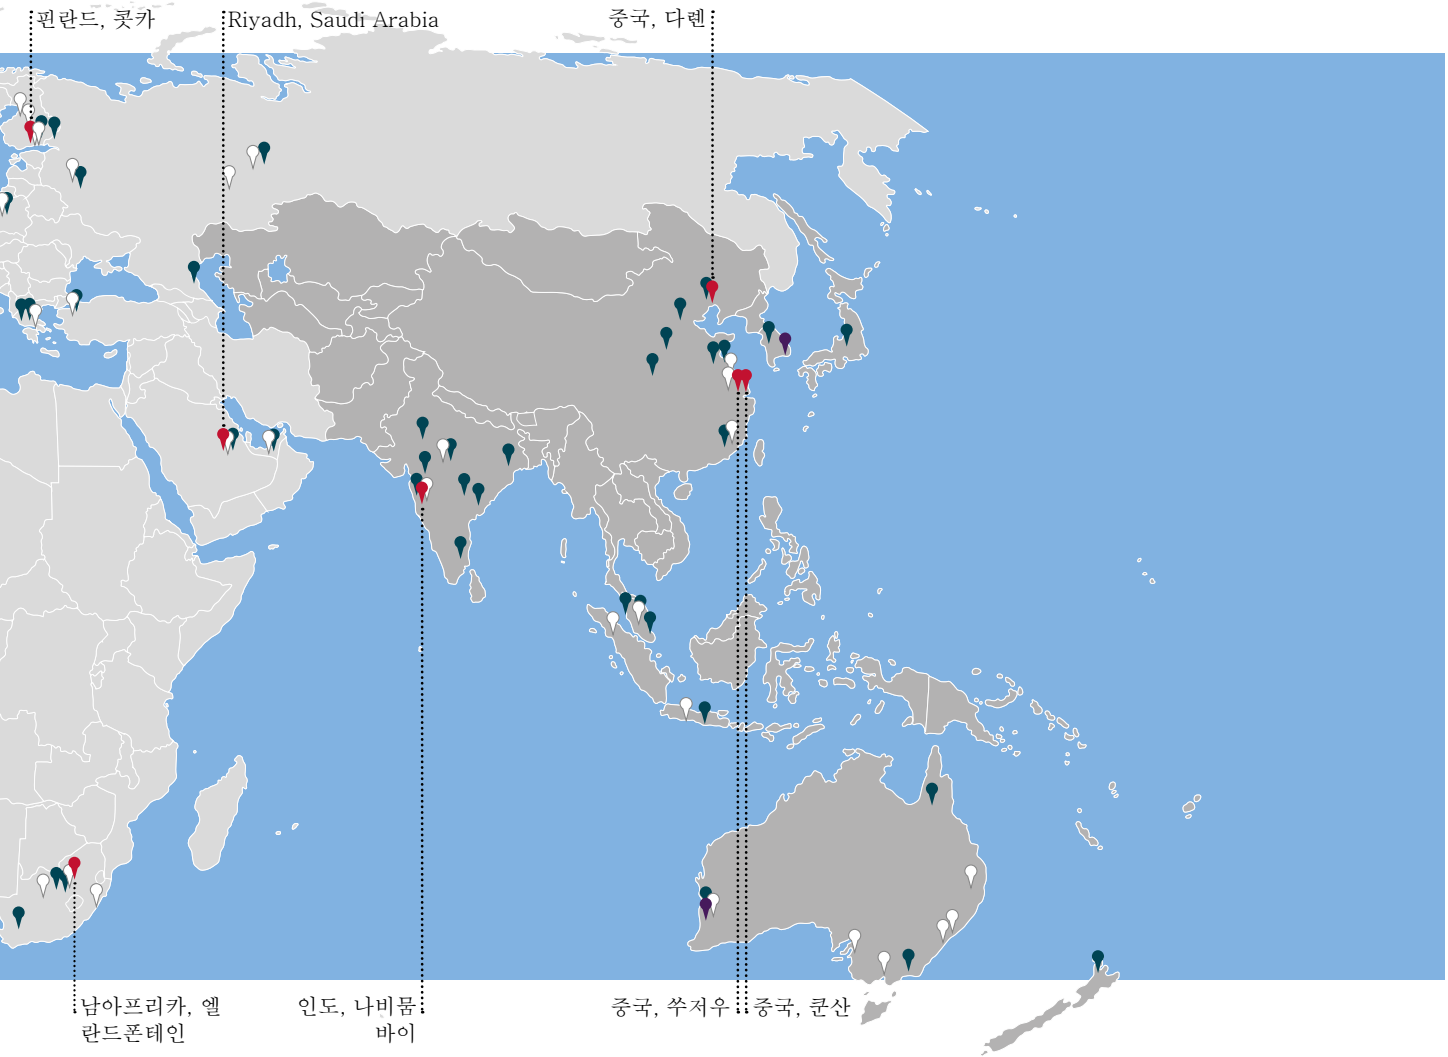 핀란드, 콧카
Riyadh, Saudi Arabia
중국, 다롄
남아프리카, 엘
란드폰테인
인도, 나비뭄
바이
중국, 쑤저우
중국, 쿤산